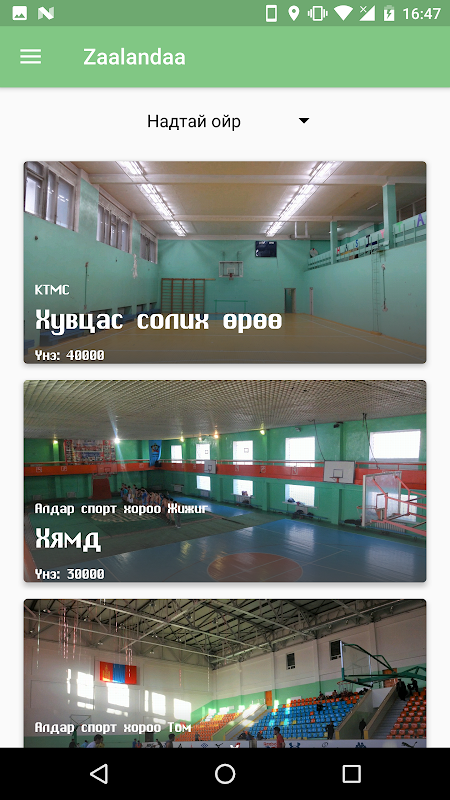 16:47
Zaalandaa
Надтай ойр
КТМС
Хувцас солих өрөө
Үнэ: 40000
Алдар спорт хороо Жижиг
Хямд
Үнэ: 30000
Алдар спорт хороо Том